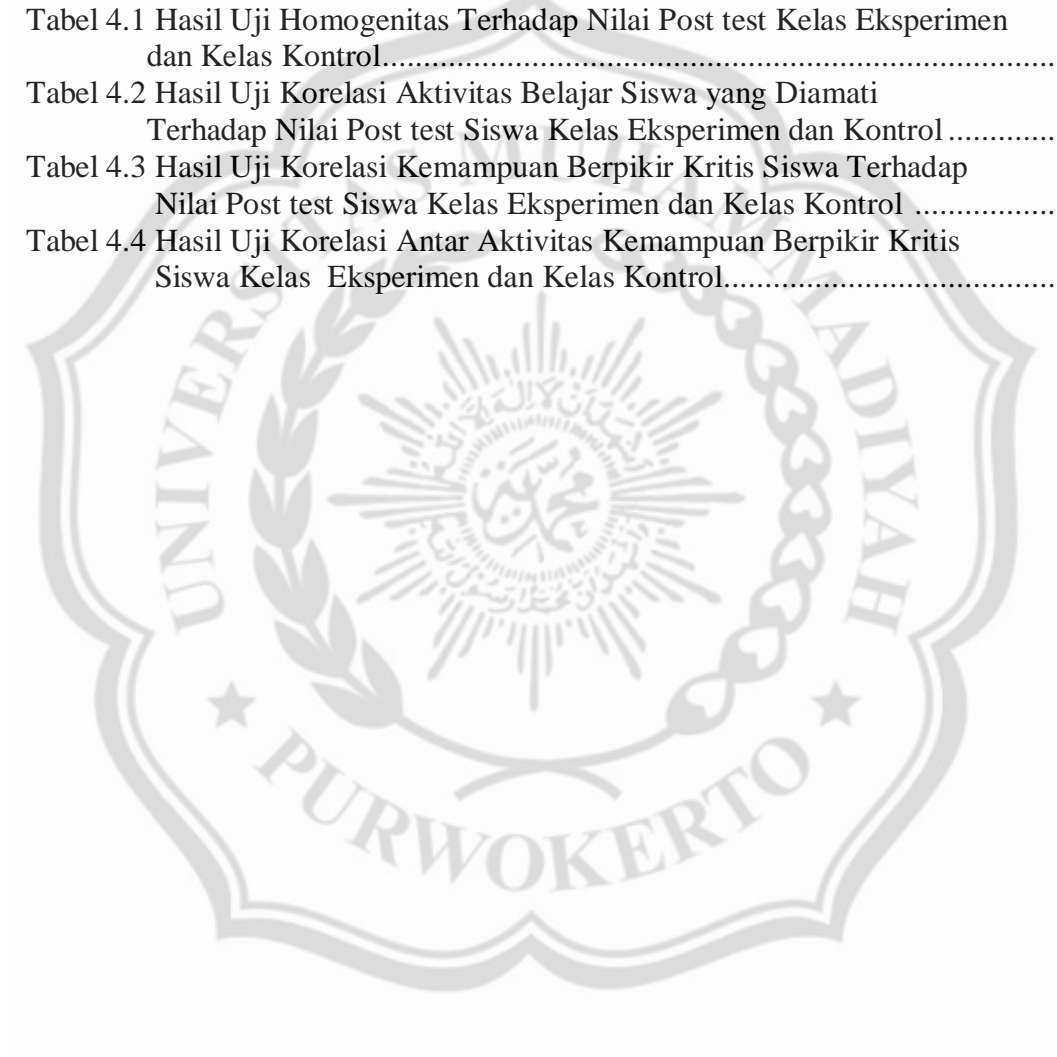 Tabel 4.1 Hasil Uji Homogenitas Terhadap Nilai Post test Kelas Eksperimen
dan Kelas Kontrol.................................................................................
Tabel 4.2 Hasil Uji Korelasi Aktivitas Belajar Siswa yang Diamati
Terhadap Nilai Post test Siswa Kelas Eksperimen dan Kontrol .............
Tabel 4.3 Hasil Uji Korelasi Kemampuan Berpikir Kritis Siswa Terhadap
Nilai Post test Siswa Kelas Eksperimen dan Kelas Kontrol .................
Tabel 4.4 Hasil Uji Korelasi Antar Aktivitas Kemampuan Berpikir Kritis
Siswa Kelas  Eksperimen dan Kelas Kontrol........................................
UNIVERSITAS MUHAMMADIYAH
PURWOKERTO